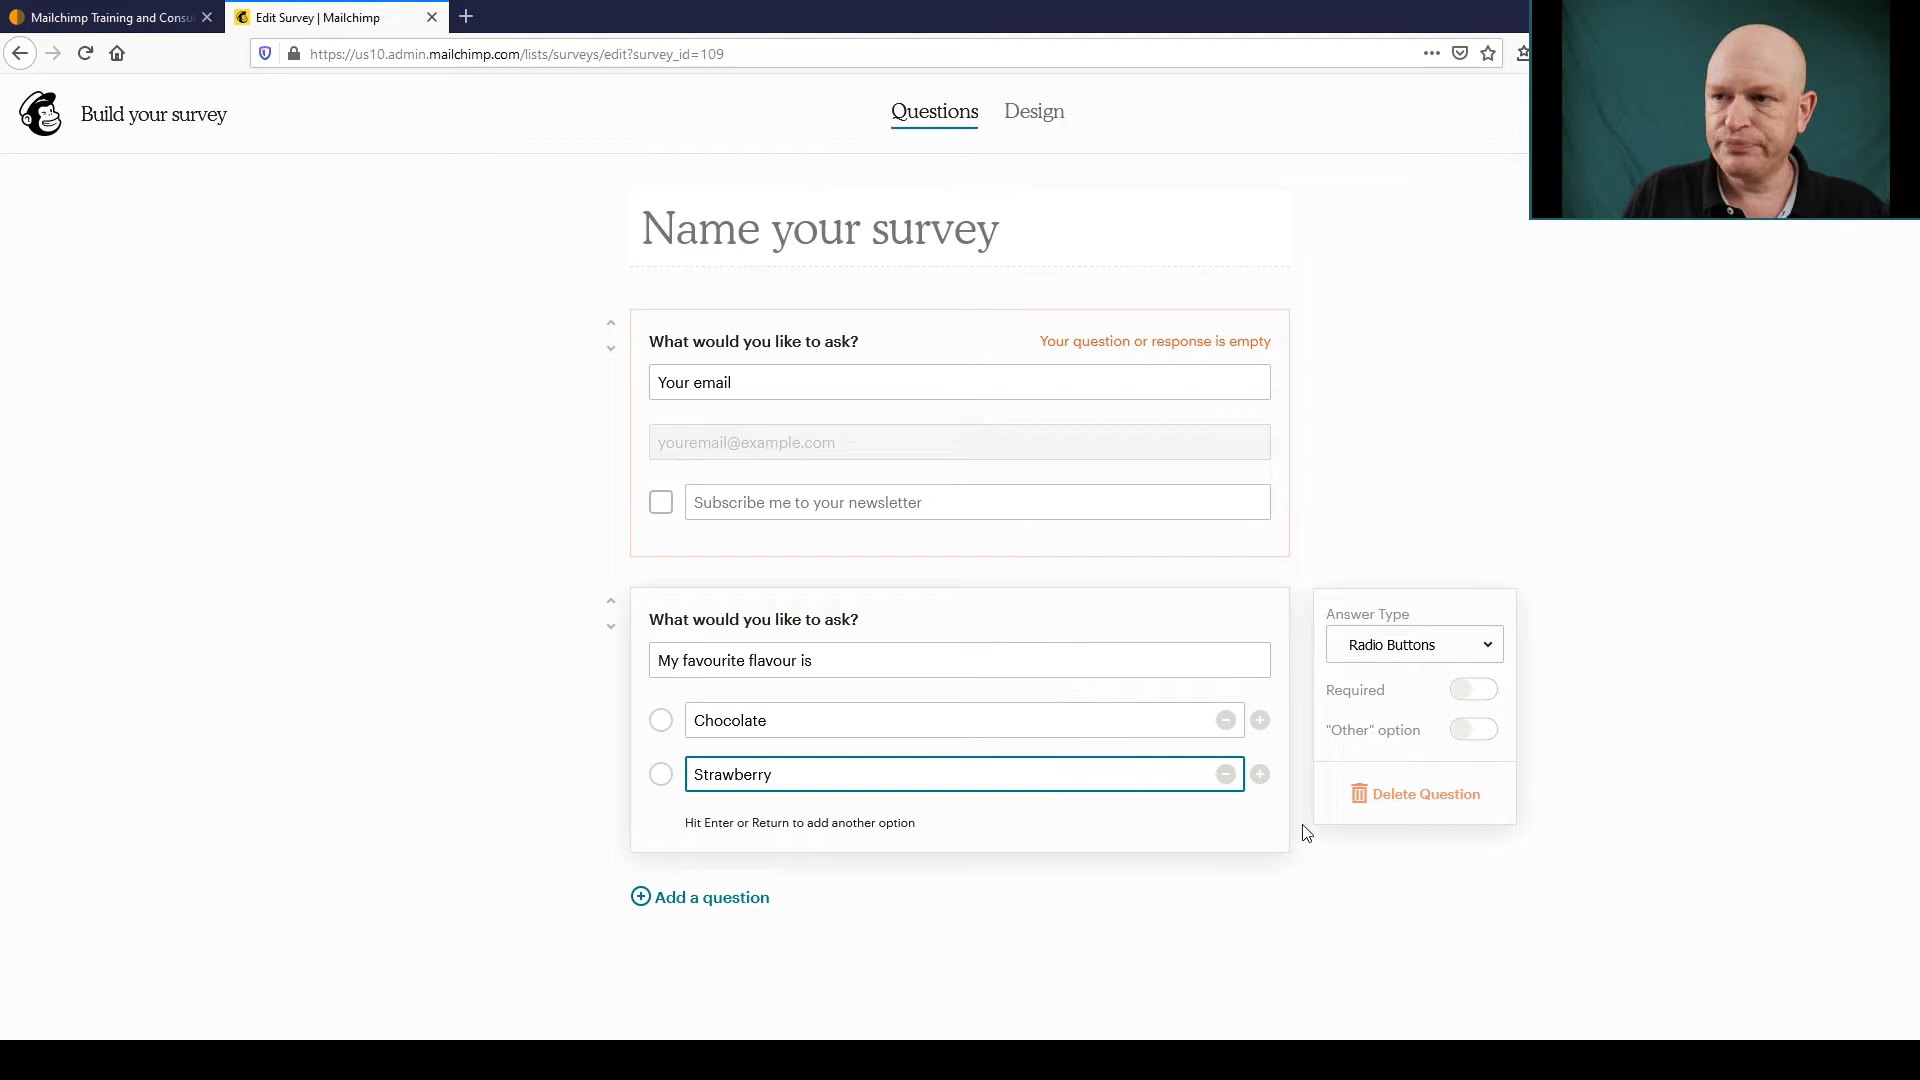 Mailchimp Training and Consul
Edit Survey | Mailchimp
https://us10.admin.mailchimp.com/lists/surveys/edit?survey_id=109
Build your survey
Questions
Design
Name your survey
What would you like to ask?
Your question or response is empty
Your email
youremail@example.com
Subscribe me to your newsletter
What would you like to ask?
My favourite flavour is
Chocolate
Strawberry
Hit Enter or Return to add another option
Answer Type
Radio Buttons
Required
"Other" option
Delete Question
Add a question